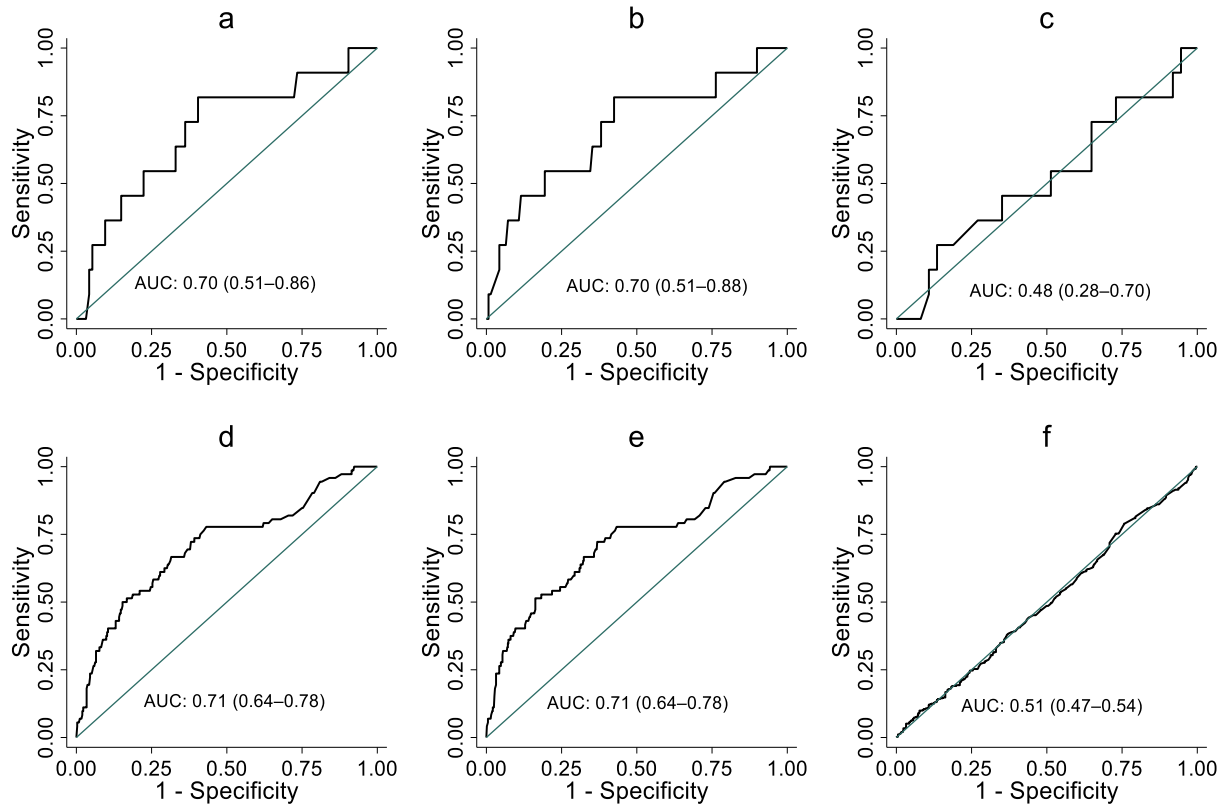 a
b
c
Sensitivity
0.00 0.25 0.50 0.75 1.00
AUC: 0.70 (0.51–0.86)
0.00 0.25 0.50 0.75 1.00
1 - Specificity
Sensitivity
0.00 0.25 0.50 0.75 1.00
AUC: 0.70 (0.51–0.88)
0.00 0.25 0.50 0.75 1.00
1 - Specificity
Sensitivity
0.00 0.25 0.50 0.75 1.00
AUC: 0.48 (0.28–0.70)
0.00 0.25 0.50 0.75 1.00
1 - Specificity
d
e
f
Sensitivity
0.00 0.25 0.50 0.75 1.00
AUC: 0.71 (0.64–0.78)
0.00 0.25 0.50 0.75 1.00
1 - Specificity
Sensitivity
0.00 0.25 0.50 0.75 1.00
AUC: 0.71 (0.64–0.78)
0.00 0.25 0.50 0.75 1.00
1 - Specificity
Sensitivity
0.00 0.25 0.50 0.75 1.00
AUC: 0.51 (0.47–0.54)
0.00 0.25 0.50 0.75 1.00
1 - Specificity